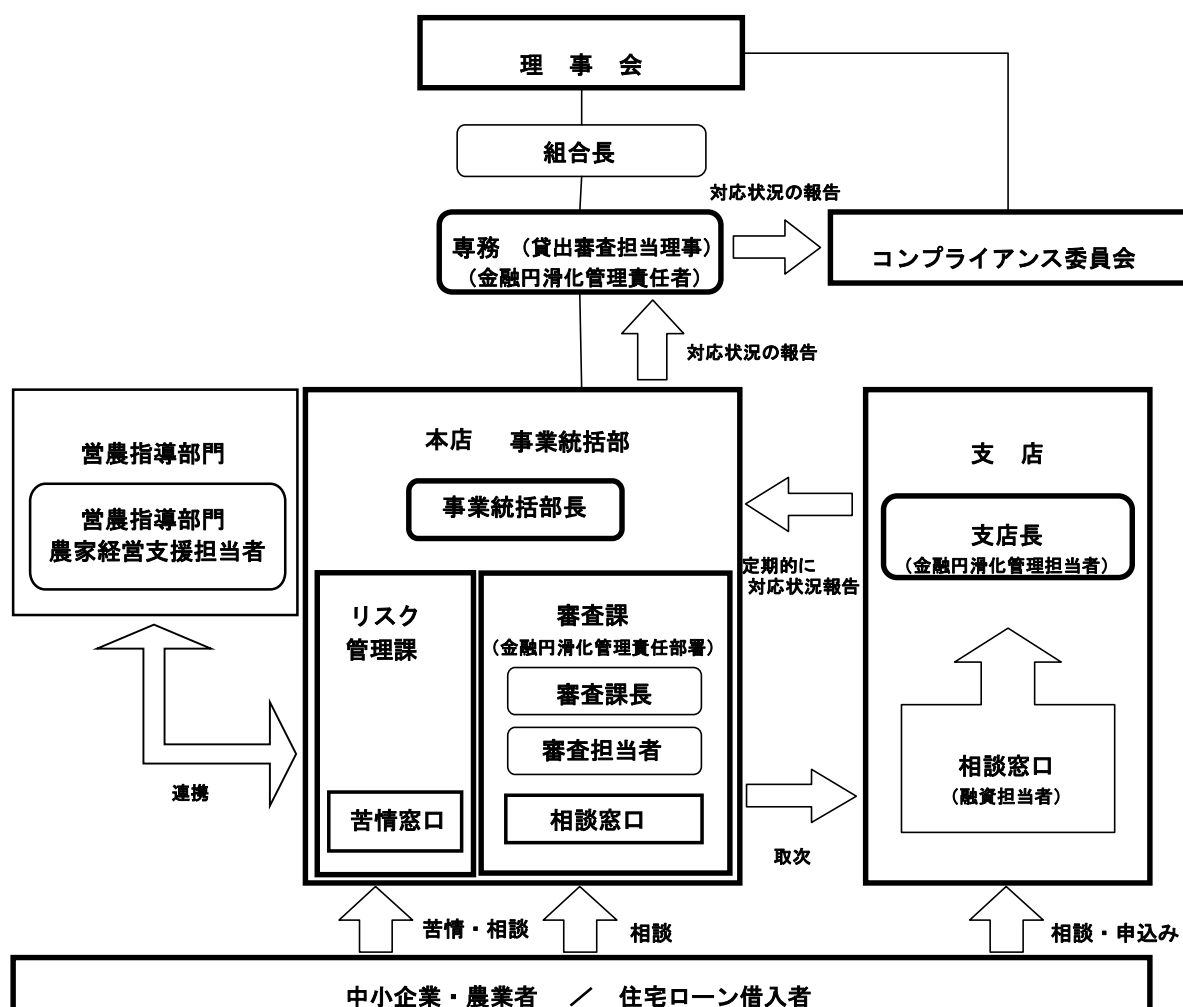 理 事 会
組合長
対応状況の報告
専務 （貸出審査担当理事）
（金融円滑化管理責任者）
コンプライアンス委員会
対応状況の報告
営農指導部門
営農指導部門
農家経営支援担当者
本店 事業統括部
事業統括部長
支 店
支店長
（金融円滑化管理担当者）
定期的に
対応状況報告
リスク
管理課
審査課
（金融円滑化管理責任部署）
審査課長
審査担当者
苦情窓口
相談窓口
相談窓口
（融資担当者）
連携
取次
苦情・相談
相談
相談・申込み
中小企業・農業者 ／ 住宅ローン借入者